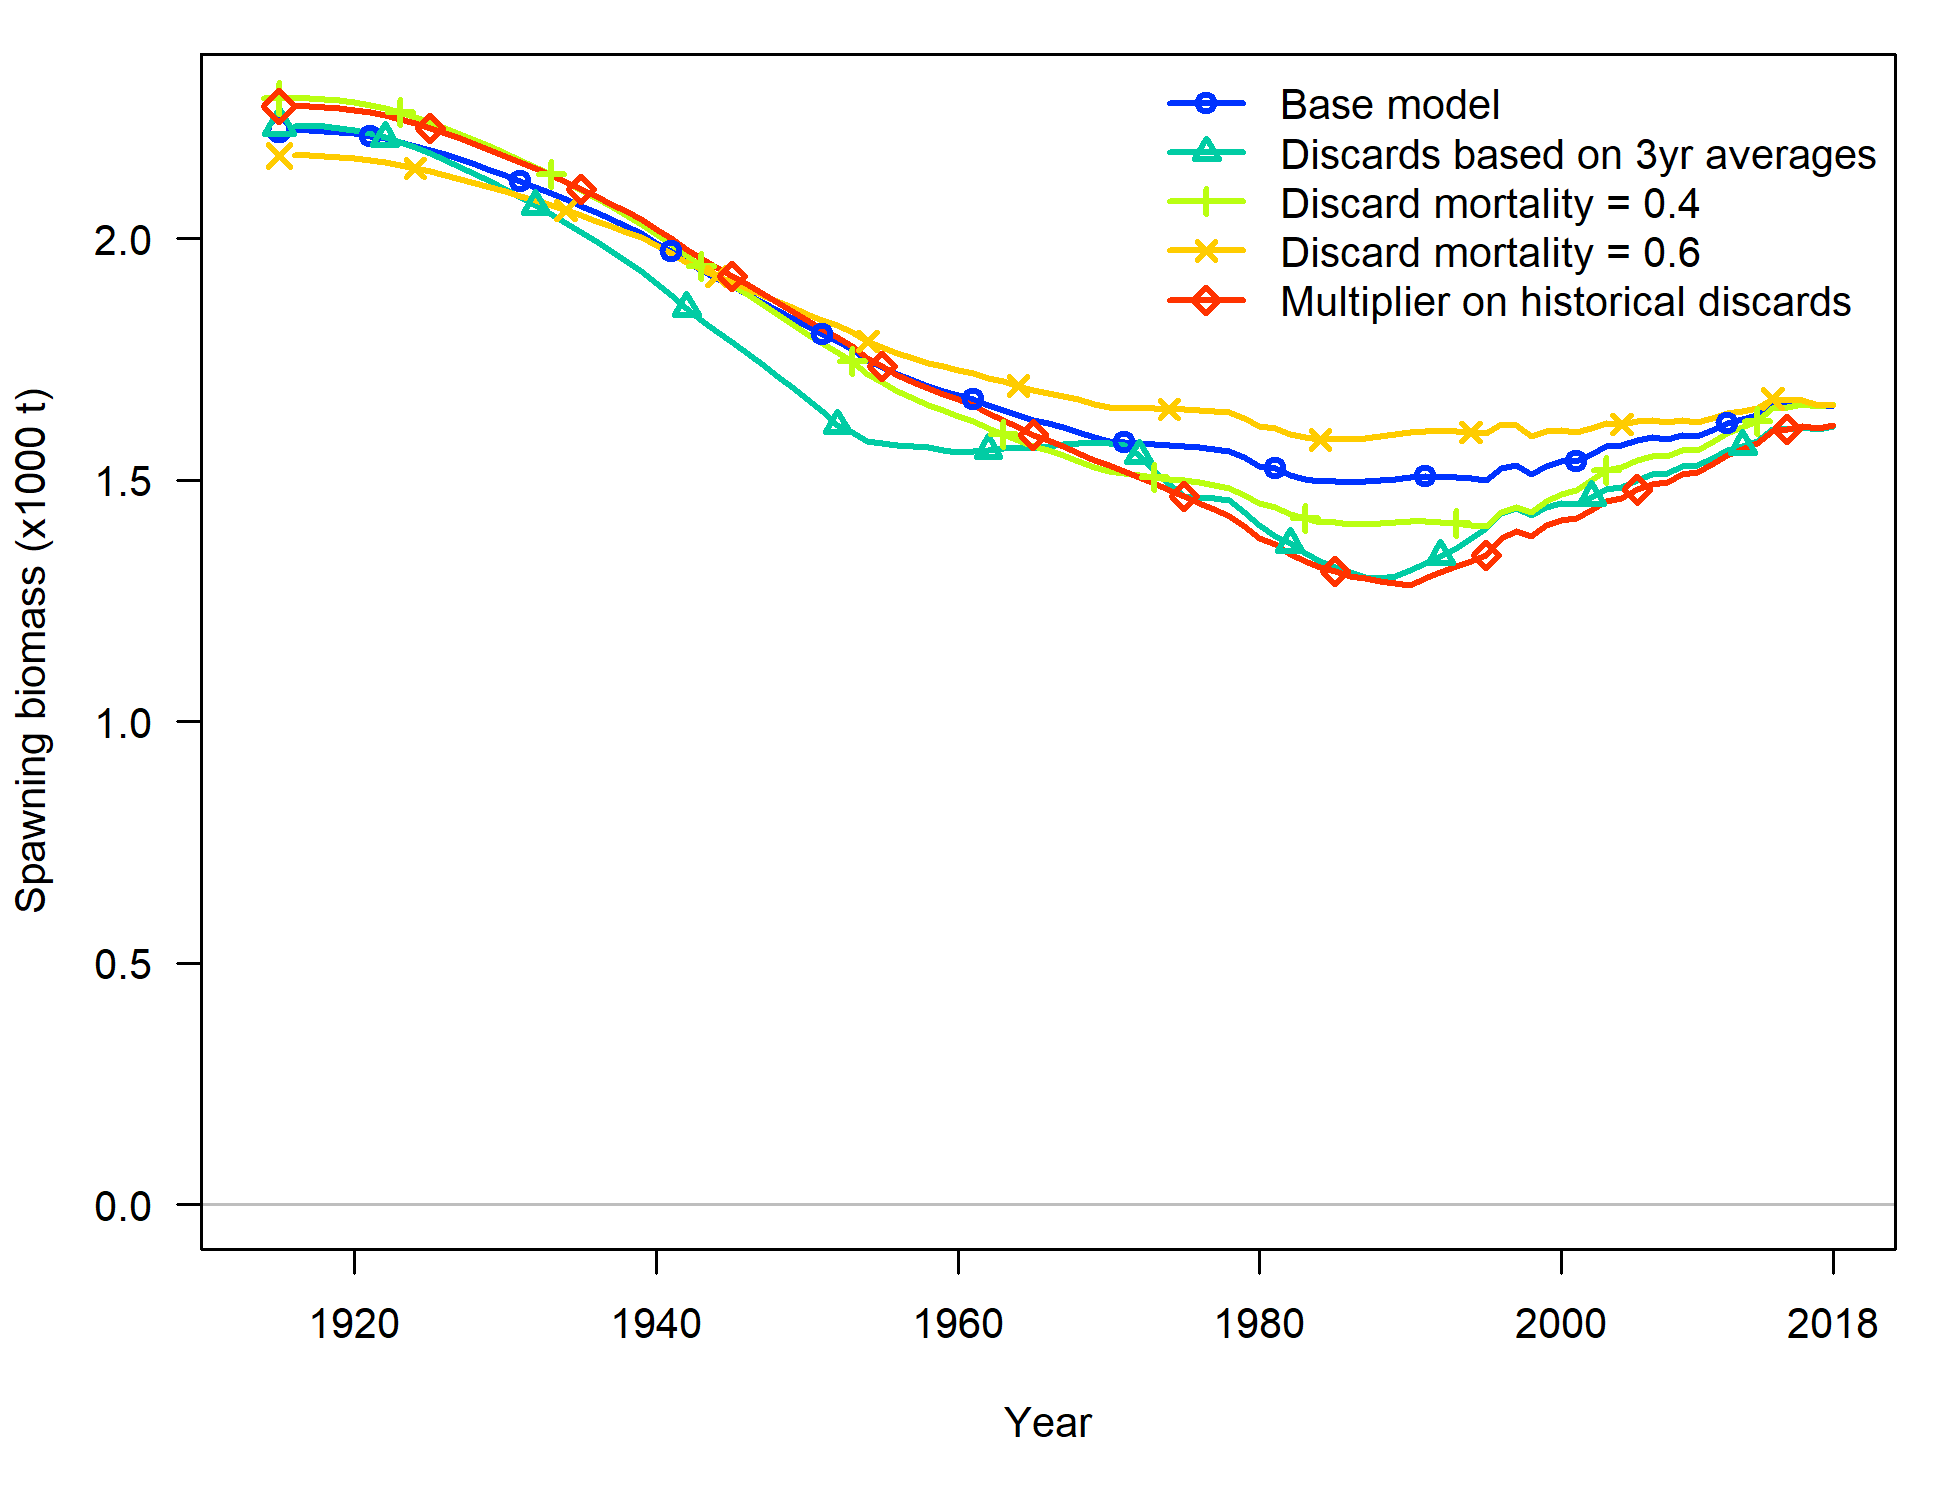 Base model
Discards based on 3yr averages
Discard mortality = 0.4
Discard mortality = 0.6
Multiplier on historical discards
Spawning biomass (x1000 t)
2.0
1.5
1.0
0.5
0.0
1920 1940 1960 1980 2000 2018
Year